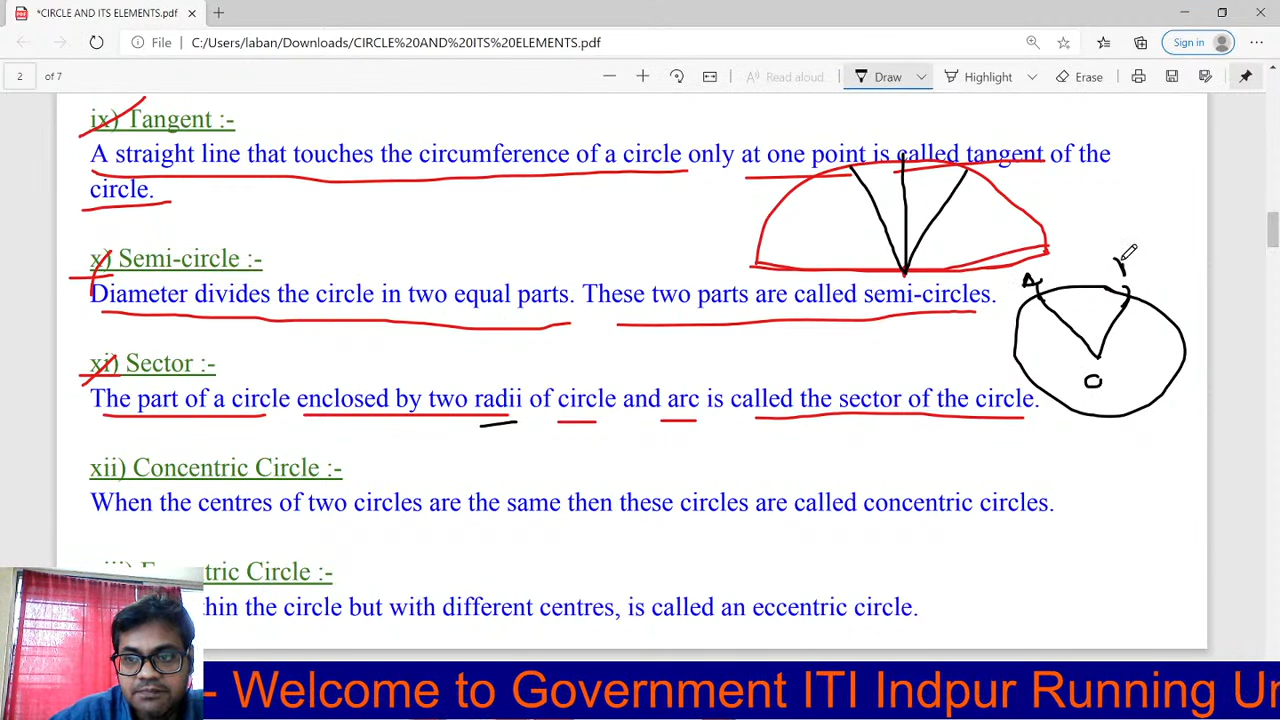 *CIRCLE AND ITS ELEMENTS.pdf
File C:/Users/laban/Downloads/CIRCLE%20AND%20ITS%20ELEMENTS.pdf
Sign in
2 of 7
Read aloud Draw Highlight Erase
ix) Tangent :-
A straight line that touches the circumference of a circle only at one point is called tangent of the
circle.
x) Semi-circle :-
Diameter divides the circle in two equal parts. These two parts are called semi-circles.
A
O
xi) Sector :-
The part of a circle enclosed by two radii of circle and arc is called the sector of the circle.
xii) Concentric Circle :-
When the centres of two circles are the same then these circles are called concentric circles.
tric Circle :-
thin the circle but with different centres, is called an eccentric circle.
- Welcome to Government ITI Indpur Running Un